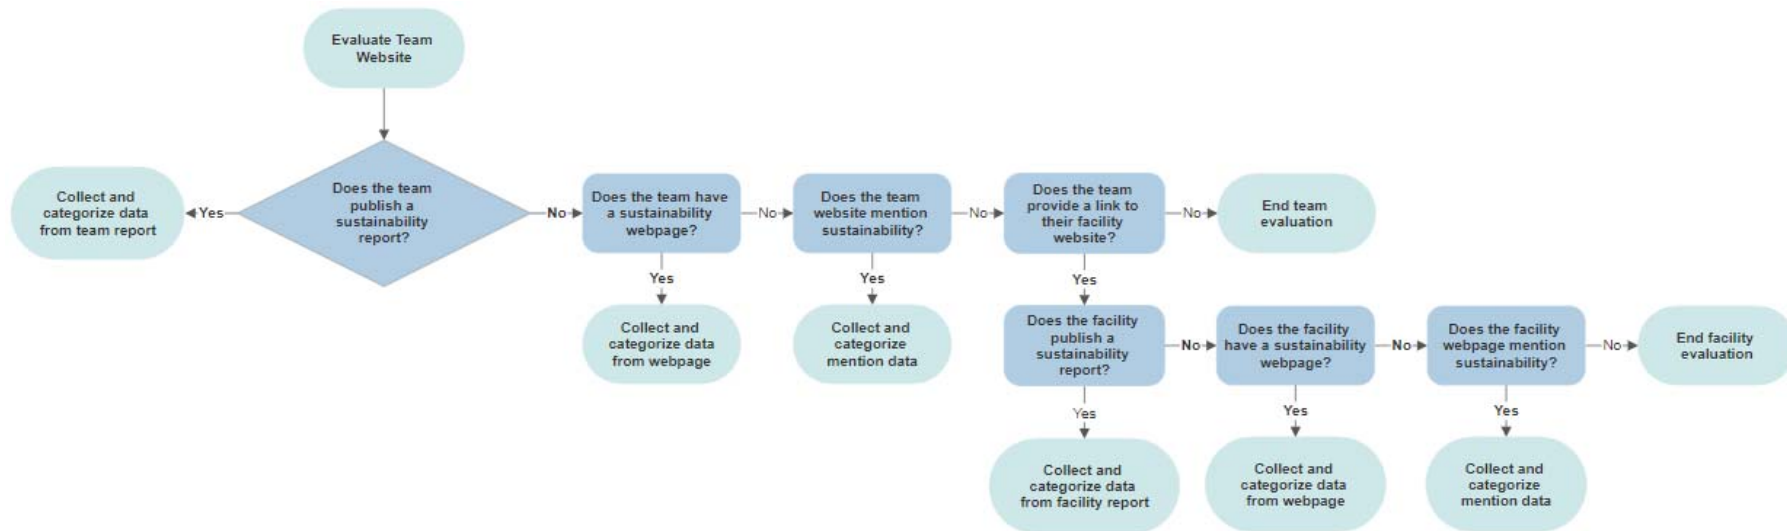 Evaluate Team
Website
Does the team
publish a
sustainability
report?
Yes
Collect and
categorize data
from team report
No
Does the team have
a sustainability
webpage?
No
Does the team
website mention
sustainability?
No
Does the team
provide a link to
their facility
website?
No
End team
evaluation
Yes
Collect and
categorize data
from webpage
Yes
Collect and
categorize
mention data
Yes
Does the facility
publish a
sustainability
report?
No
Does the facility
have a sustainability
webpage?
No
Does the facility
webpage mention
sustainability?
No
End facility
evaluation
Yes
Collect and
categorize data
from facility report
Yes
Collect and
categorize data
from webpage
Yes
Collect and
categorize
mention data